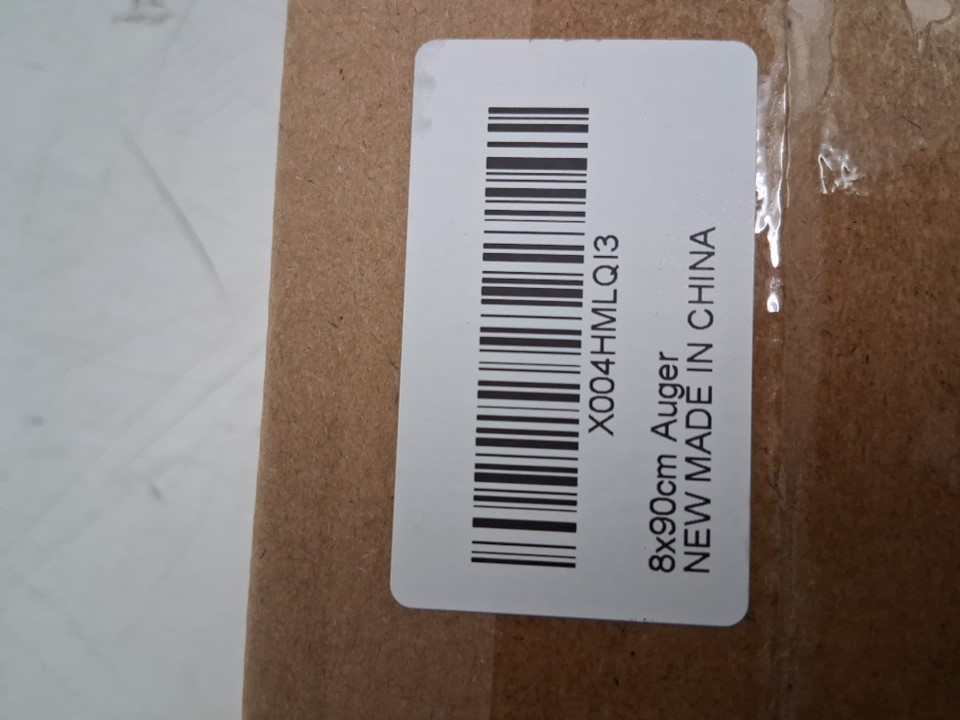 X004HMLQI3
8x90cm Auger
NEW MADE IN CHINA